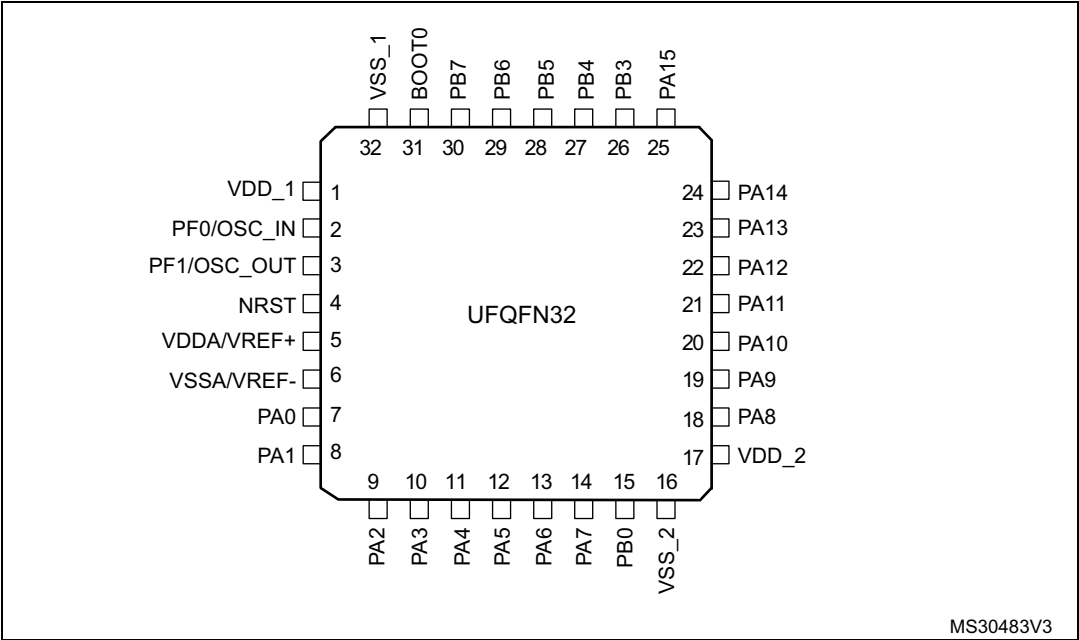 VSS_1
BOOT0
PB7
PB6
PB5
PB4
PB3
PA15
32 31 30 29 28 27 26 25
VDD_1 1
PF0/OSC_IN 2
PF1/OSC_OUT 3
NRST 4
VDDA/VREF+ 5
VSSA/VREF- 6
PA0 7
PA1 8
UFQFN32
24 PA14
23 PA13
22 PA12
21 PA11
20 PA10
19 PA9
18 PA8
17 VDD_2
9 10 11 12 13 14 15 16
PA2
PA3
PA4
PA5
PA6
PA7
PB0
VSS_2
MS30483V3